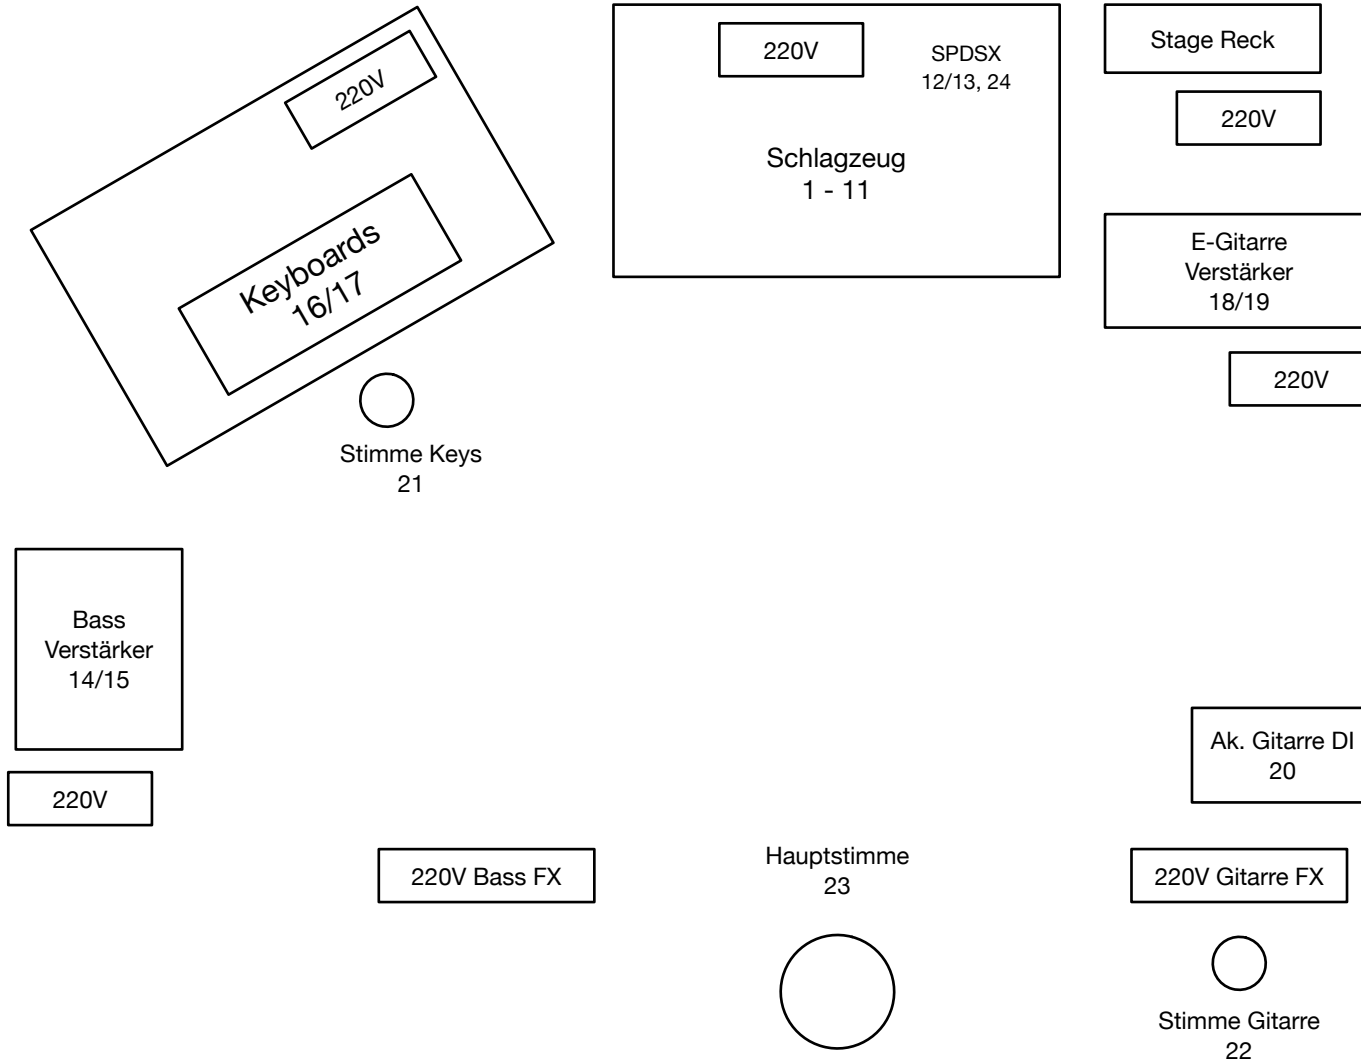 220V
Keyboards
16/17
Stimme Keys
21
220V
SPDSX
12/13, 24
Schlagzeug
1 - 11
Stage Reck
220V
E-Gitarre
Verstärker
18/19
220V
Bass
Verstärker
14/15
220V
220V Bass FX
Hauptstimme
23
Ak. Gitarre DI
20
220V Gitarre FX
Stimme Gitarre
22